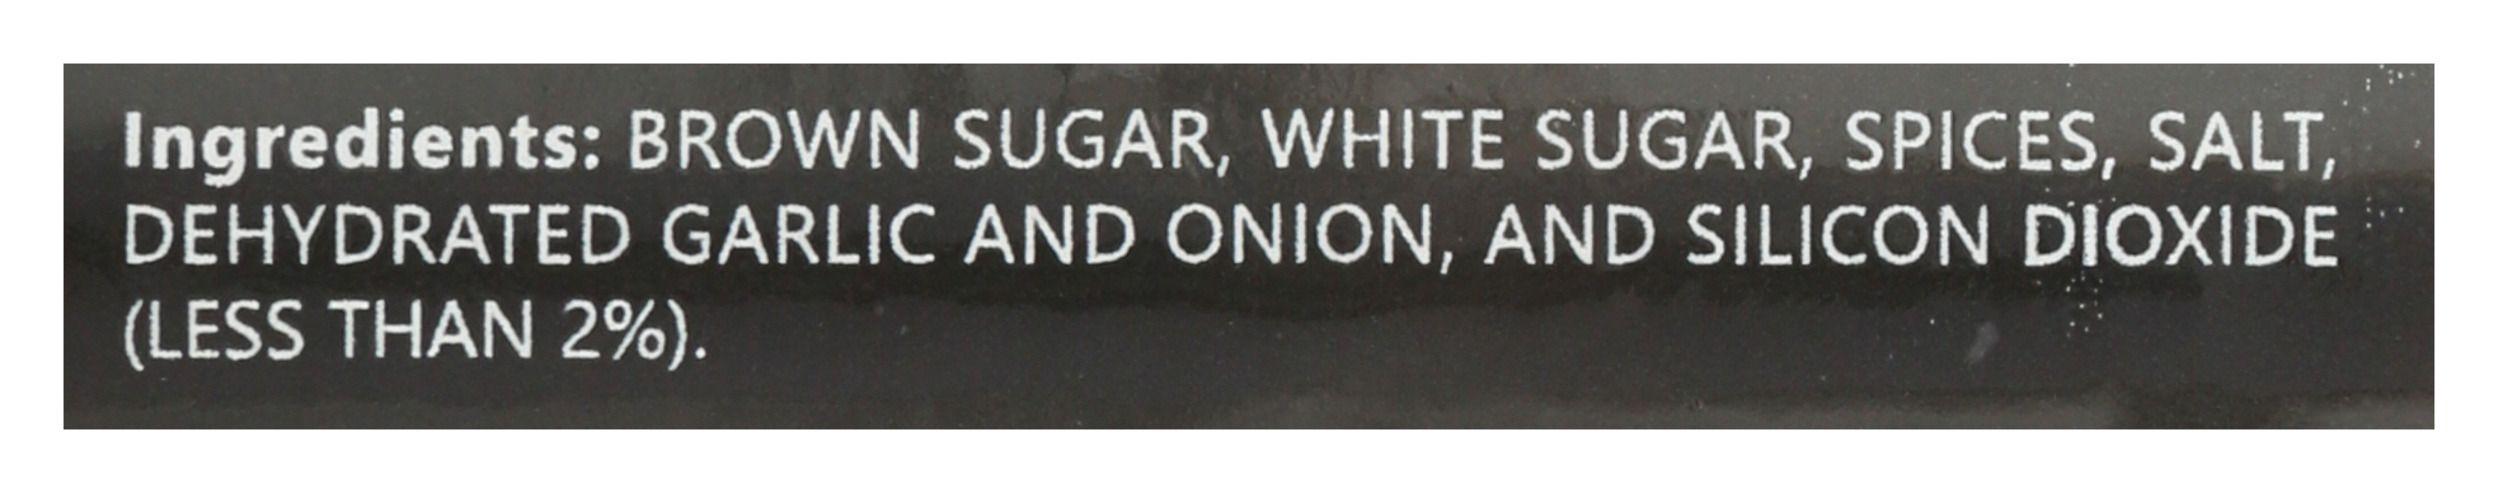 Ingredients: BROWN SUGAR, WHITE SUGAR, SPICES, SALT,
DEHYDRATED GARLIC AND ONION, AND SILICON DIOXIDE
(LESS THAN 2%).